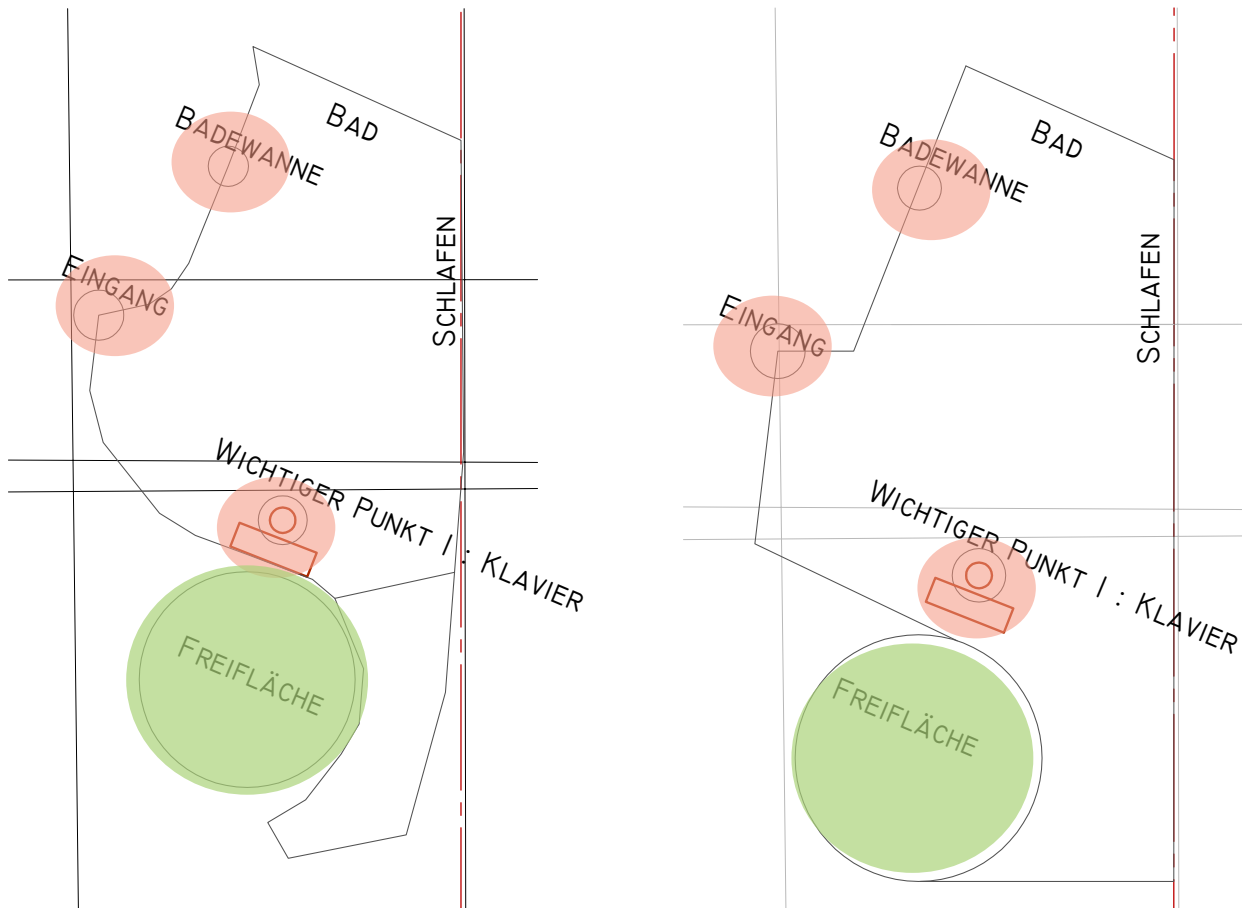 Bad
Badewanne
Schlafen
Eingang
Wichtiger Punkt I : Klavier
Freifläche
Bad
Badewanne
Schlafen
Eingang
Wichtiger Punkt I : Klavier
Freifläche